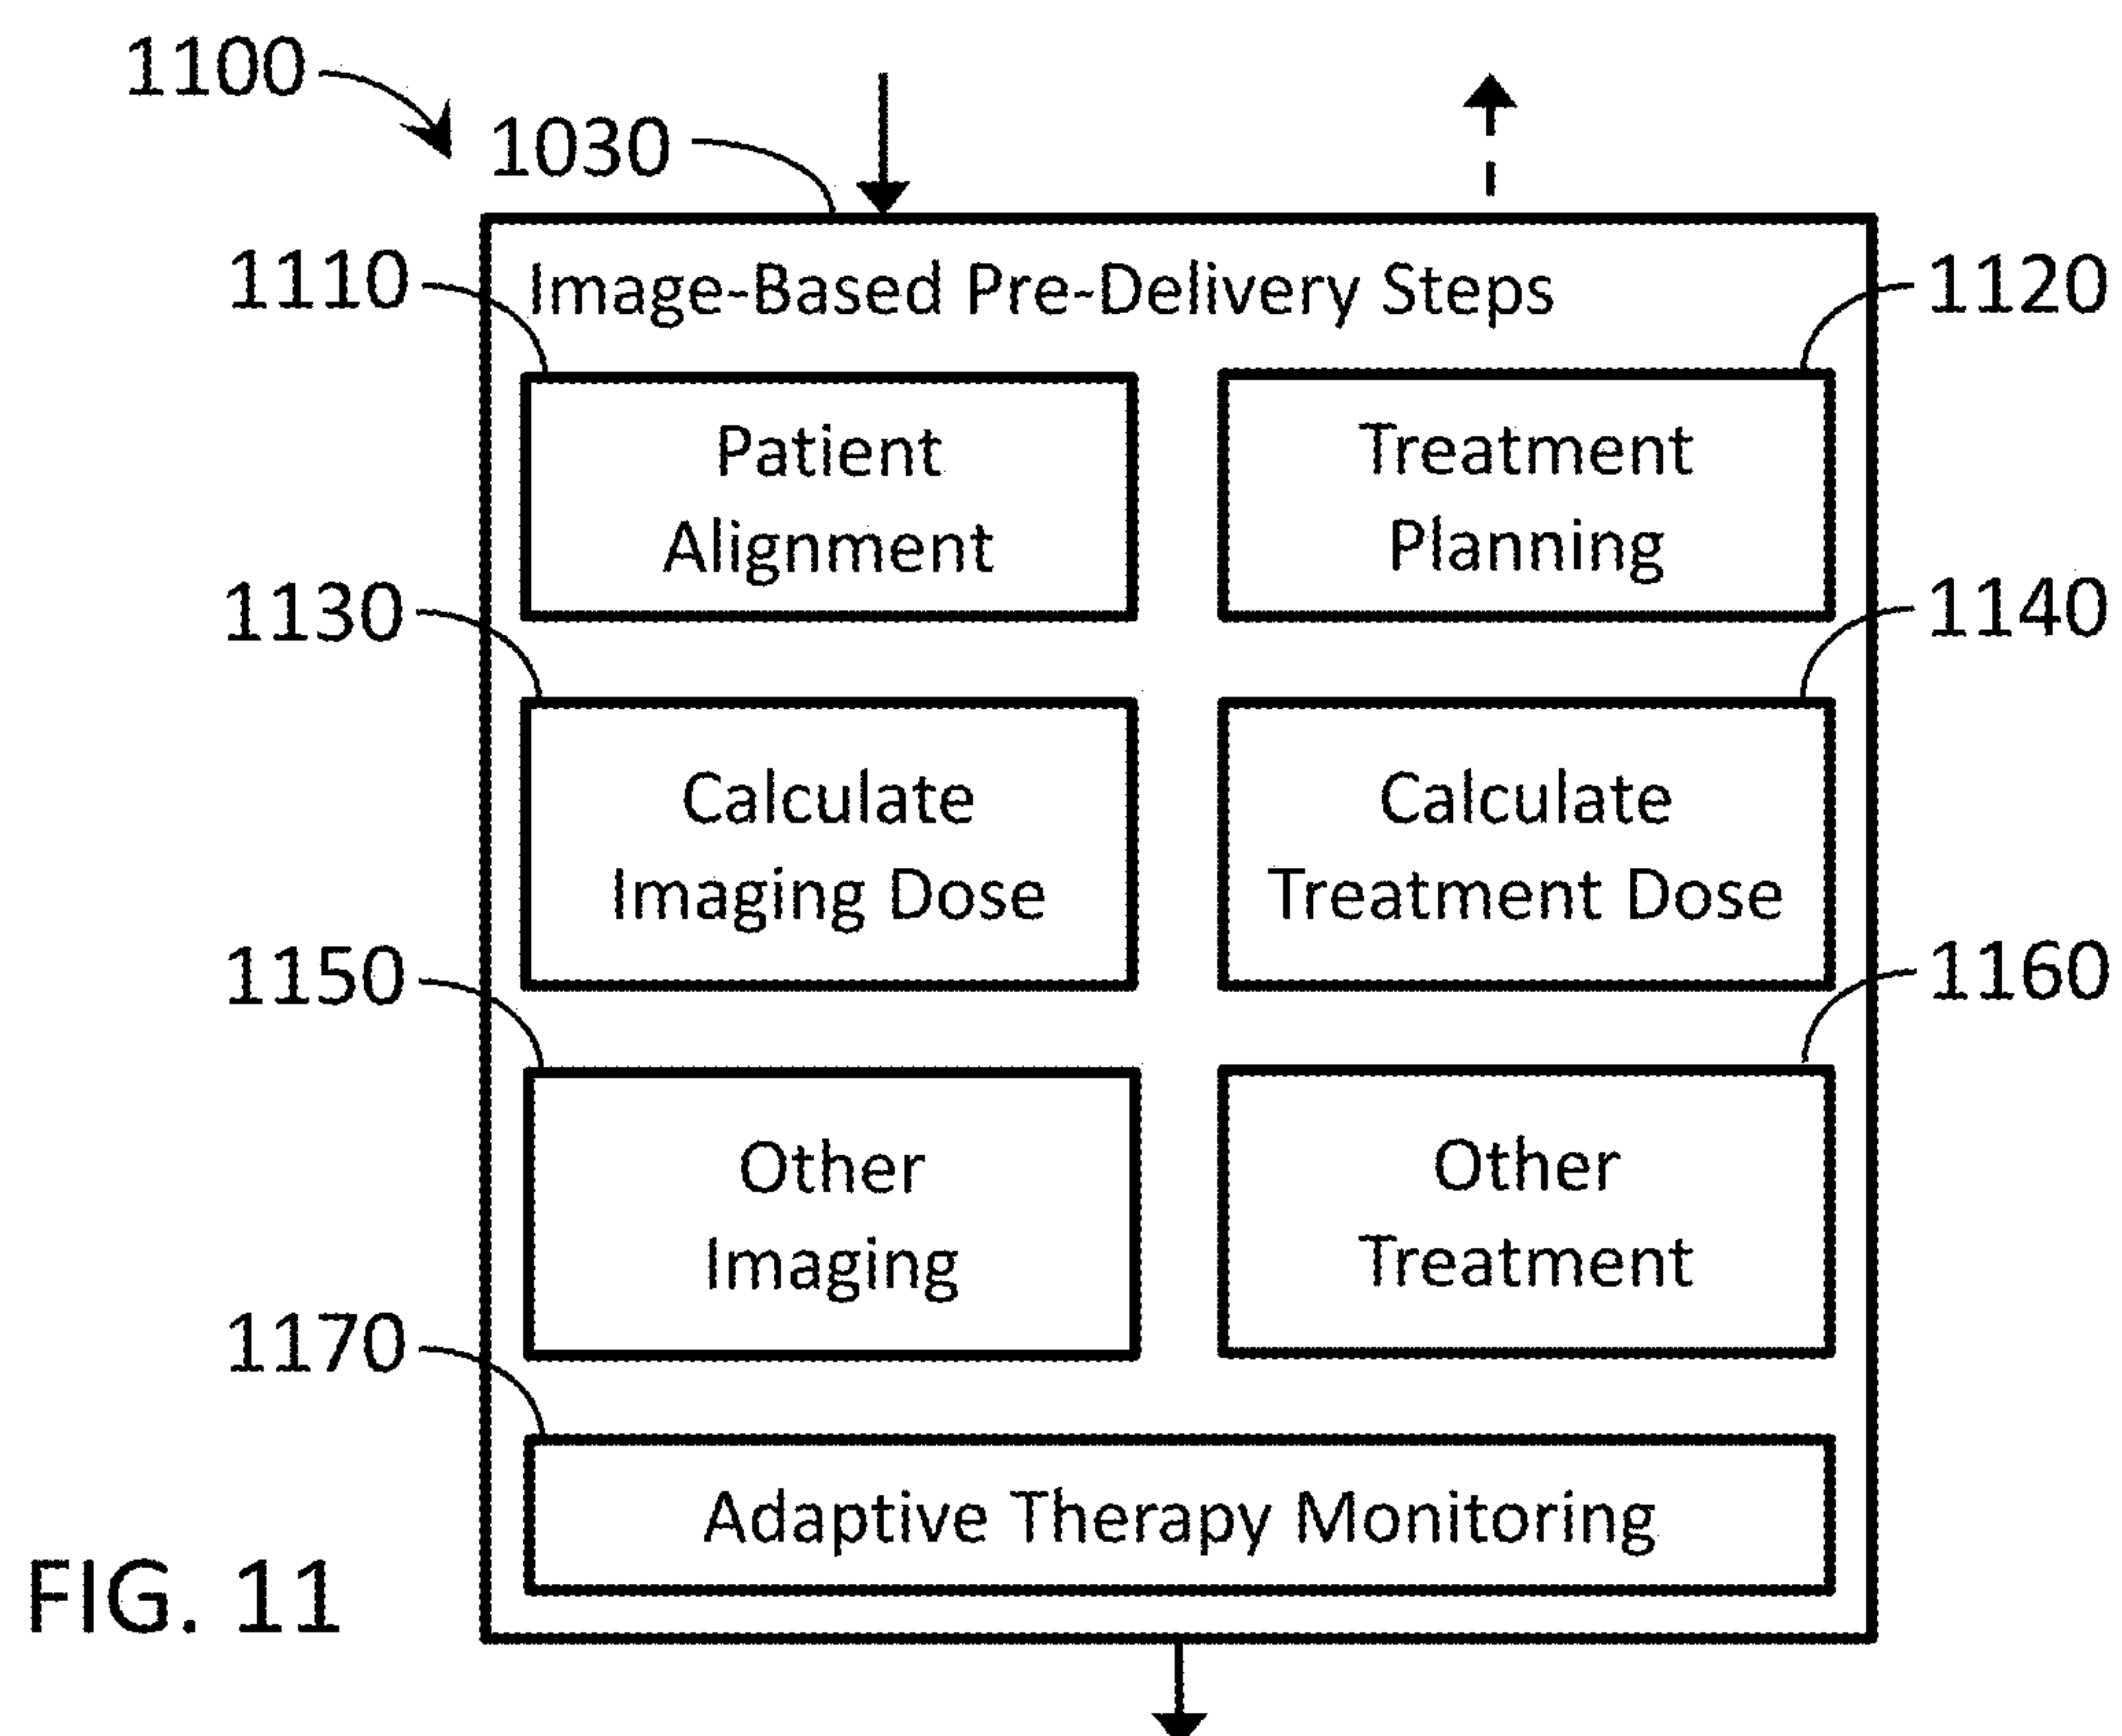 1100
1030
1110
Image-Based Pre-Delivery Steps
1120
Patient
Alignment
Treatment
Planning
1130
1140
Calculate
Imaging Dose
Calculate
Treatment Dose
1150
1160
Other
Imaging
Other
Treatment
1170
Adaptive Therapy Monitoring
FIG. 11